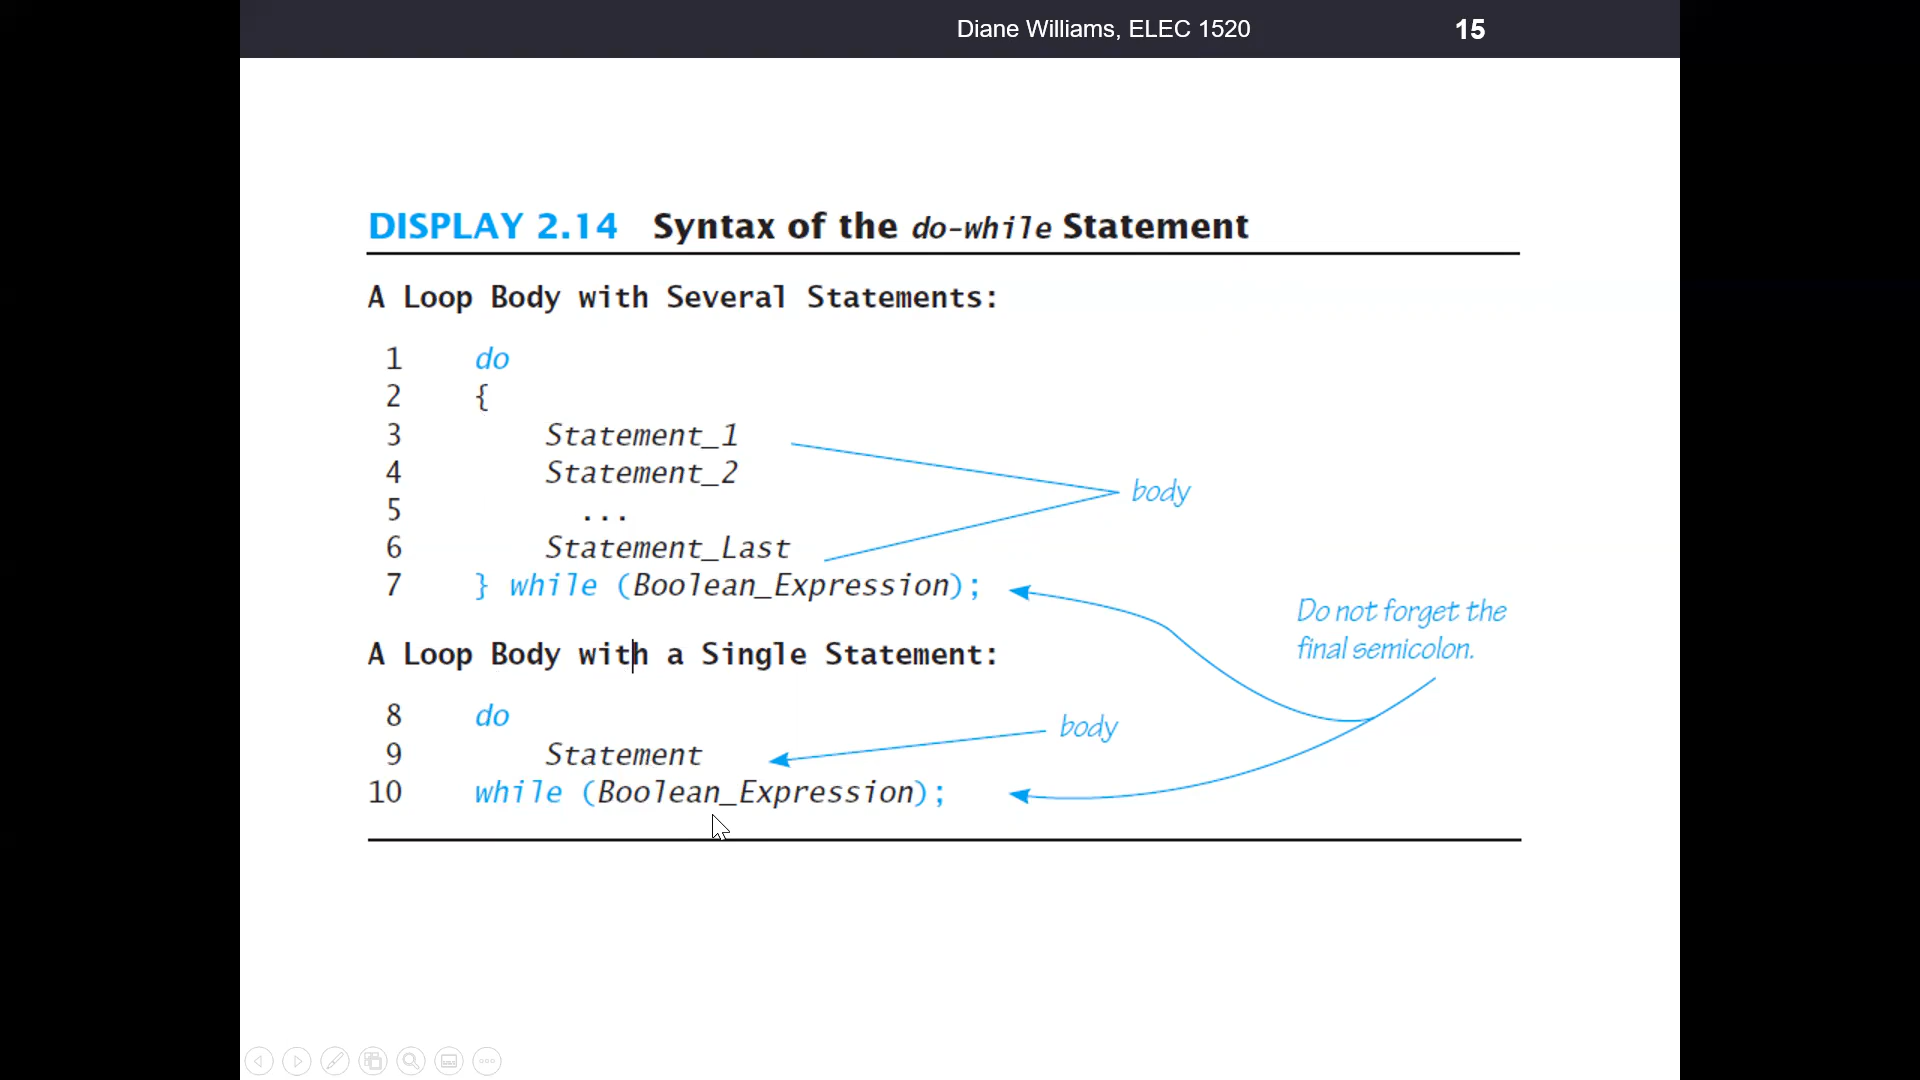 Diane Williams, ELEC 1520 15
DISPLAY 2.14 Syntax of the do-while Statement
A Loop Body with Several Statements:
1 do
2 {
3 Statement_1
4 Statement_2
body
5 ...
6 Statement_Last
7 } while (Boolean_Expression);
Do not forget the
final semicolon.
A Loop Body with a Single Statement:
8 do
body
9 Statement
10 while (Boolean_Expression);